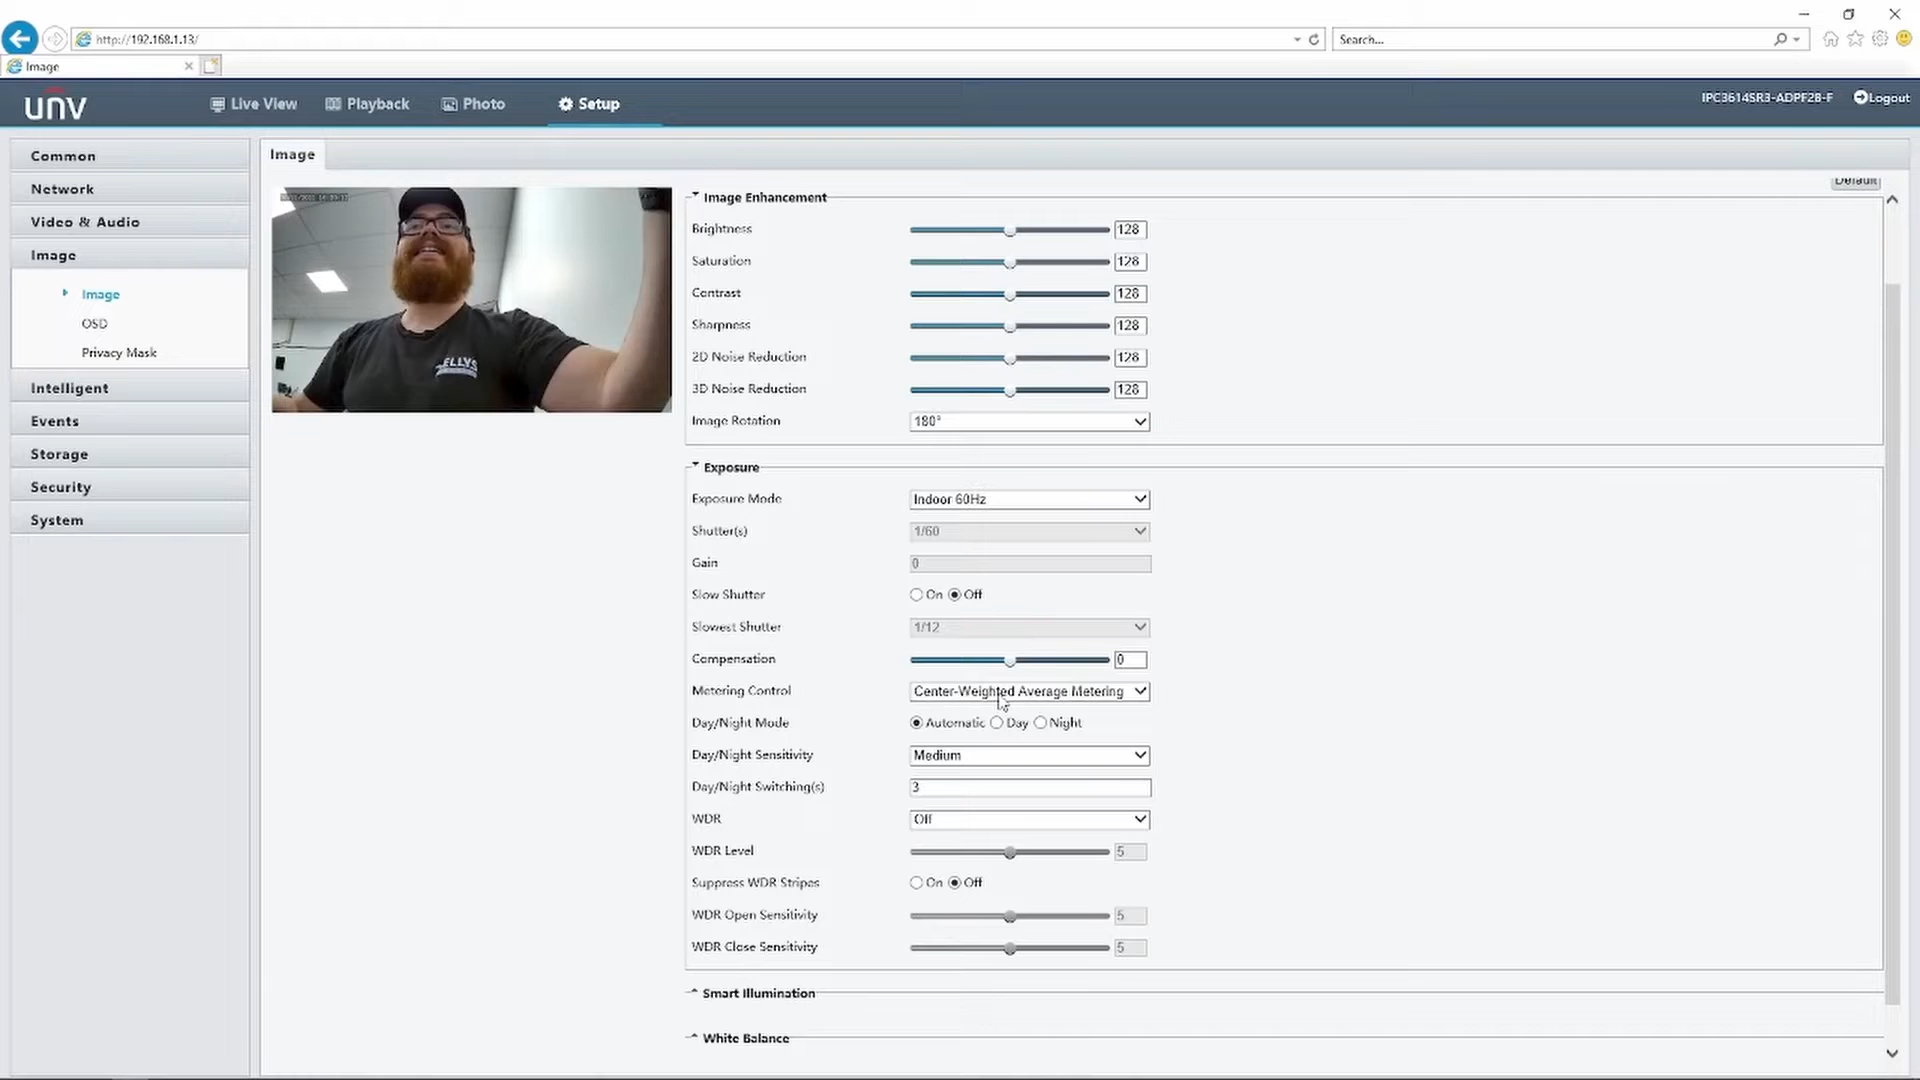 http://192.168.1.13/
Search...
Image
unv
Live View
Playback
Photo
Setup
IPC3614SR3-ADPF28-F
Logout
Common
Network
Video & Audio
Image
Image
OSD
Privacy Mask
Intelligent
Events
Storage
Security
System
Image
Default
ELLYS
Image Enhancement
Brightness 128
Saturation 128
Contrast 128
Sharpness 128
2D Noise Reduction 128
3D Noise Reduction 128
Image Rotation 180°
Exposure
Exposure Mode Indoor 60Hz
Shutter(s) 1/60
Gain 0
Slow Shutter On Off
Slowest Shutter 1/12
Compensation 0
Metering Control Center-Weighted Average Metering
Day/Night Mode Automatic Day Night
Day/Night Sensitivity Medium
Day/Night Switching(s) 3
WDR Off
WDR Level 5
Suppress WDR Stripes On Off
WDR Open Sensitivity 5
WDR Close Sensitivity 5
Smart Illumination
White Balance